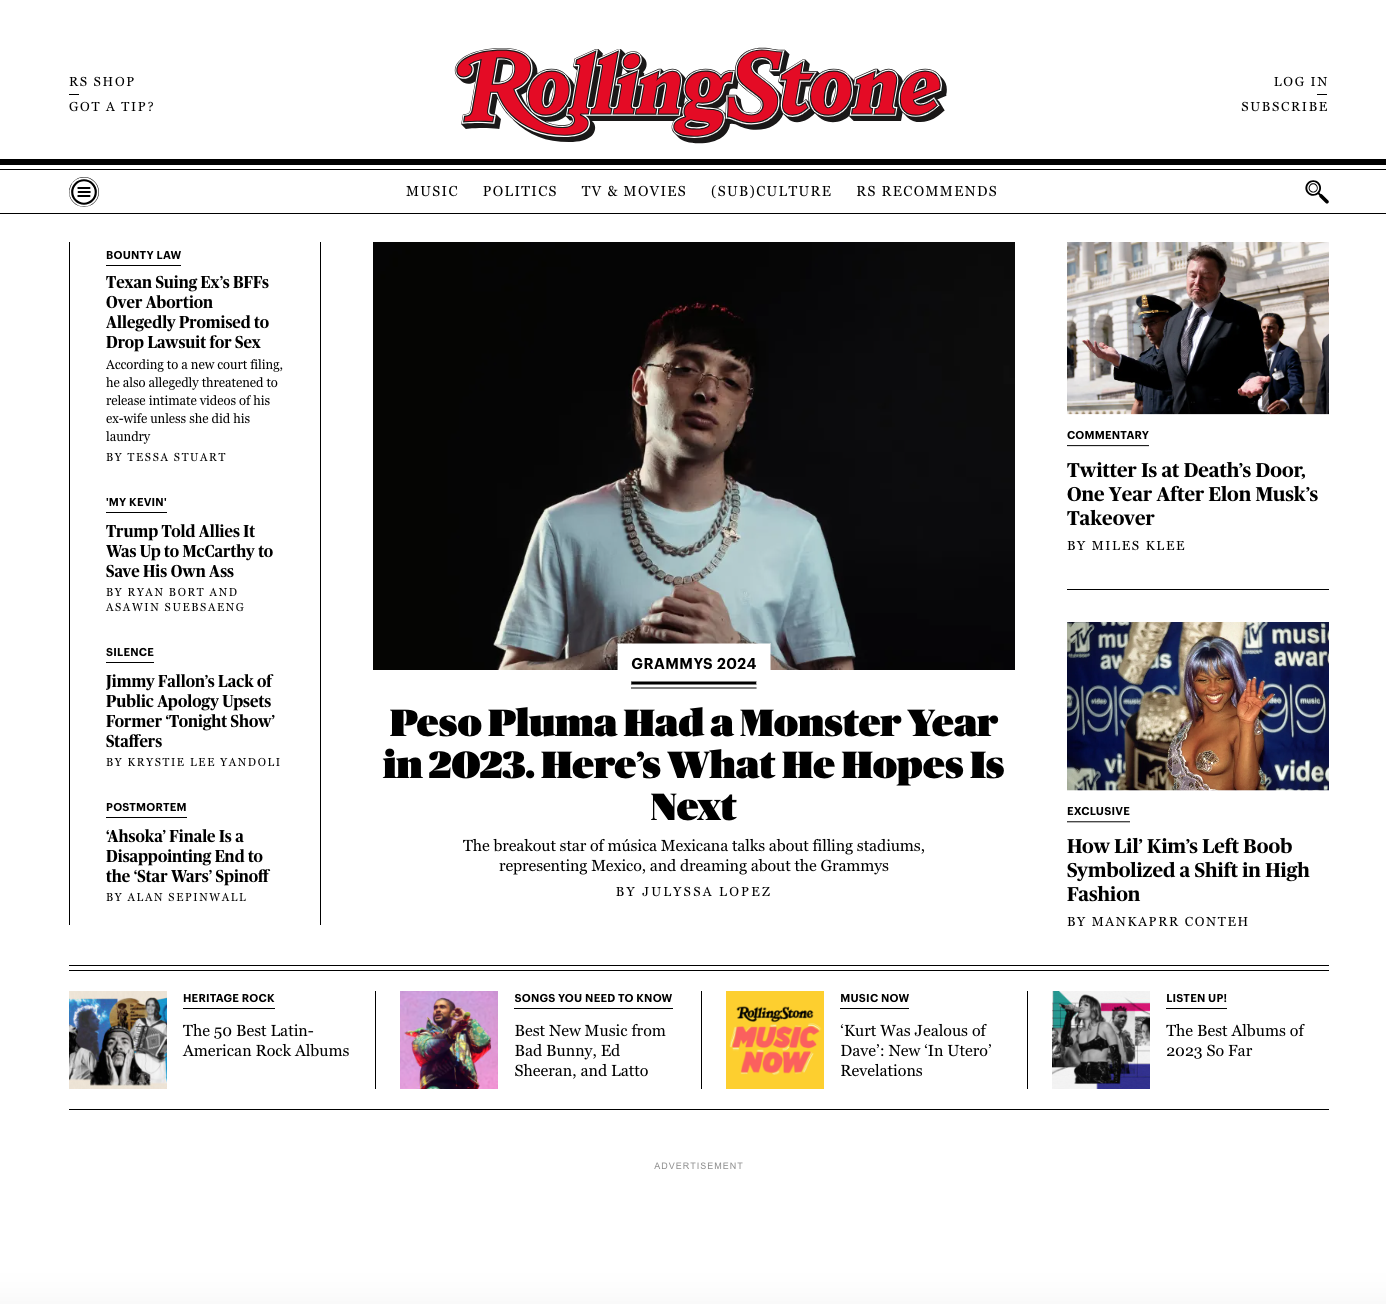 RS SHOP
GOT A TIP?
RollingStone
LOG IN
SUBSCRIBE
MUSIC POLITICS TV & MOVIES (SUB)CULTURE RS RECOMMENDS
BOUNTY LAW
Texan Suing Ex’s BFFs
Over Abortion
Allegedly Promised to
Drop Lawsuit for Sex
According to a new court filing,
he also allegedly threatened to
release intimate videos of his
ex-wife unless she did his
laundry
BY TESSA STUART
'MY KEVIN'
Trump Told Allies It
Was Up to McCarthy to
Save His Own Ass
BY RYAN BORT AND
ASAWIN SUEBSAENG
SILENCE
Jimmy Fallon’s Lack of
Public Apology Upsets
Former ‘Tonight Show’
Staffers
BY KRYSTIE LEE YANDOLI
POSTMORTEM
‘Ahsoka’ Finale Is a
Disappointing End to
the ‘Star Wars’ Spinoff
BY ALAN SEPINWALL
GRAMMYS 2024
Peso Pluma Had a Monster Year
in 2023. Here’s What He Hopes Is
Next
The breakout star of música Mexicana talks about filling stadiums,
representing Mexico, and dreaming about the Grammys
BY JULYSSA LOPEZ
COMMENTARY
Twitter Is at Death’s Door,
One Year After Elon Musk’s
Takeover
BY MILES KLEE
EXCLUSIVE
How Lil’ Kim’s Left Boob
Symbolized a Shift in High
Fashion
BY MANKAPRR CONTEH
HERITAGE ROCK
The 50 Best Latin-
American Rock Albums
SONGS YOU NEED TO KNOW
Best New Music from
Bad Bunny, Ed
Sheeran, and Latto
RollingStone
MUSIC
NOW
MUSIC NOW
‘Kurt Was Jealous of
Dave’: New ‘In Utero’
Revelations
LISTEN UP!
The Best Albums of
2023 So Far
ADVERTISEMENT